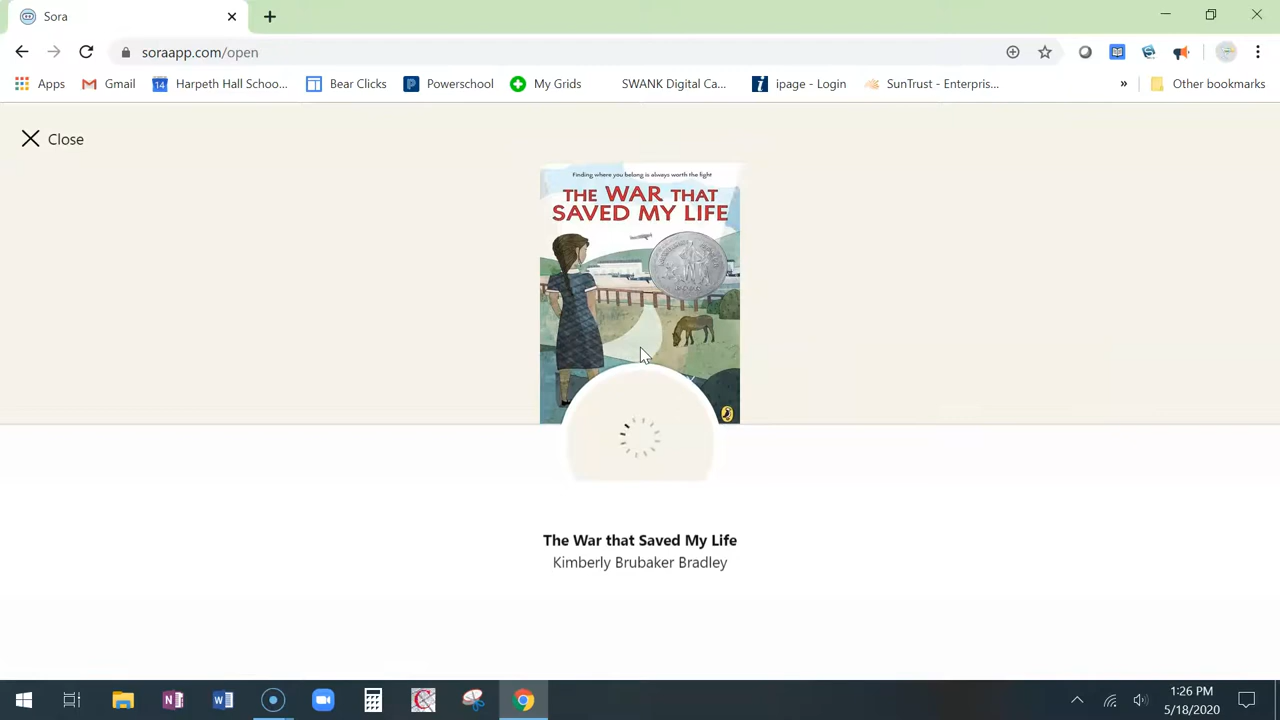 Sora
soraapp.com/open
Apps
Gmail
14 Harpeth Hall Schoo...
Bear Clicks
Powerschool
My Grids
SWANK Digital Ca...
ipage - Login
SunTrust - Enterpris...
»
Other bookmarks
Close
Finding where you belong is always worth the fight
THE WAR THAT
SAVED MY LIFE
The War that Saved My Life
Kimberly Brubaker Bradley
1:26 PM
5/18/2020